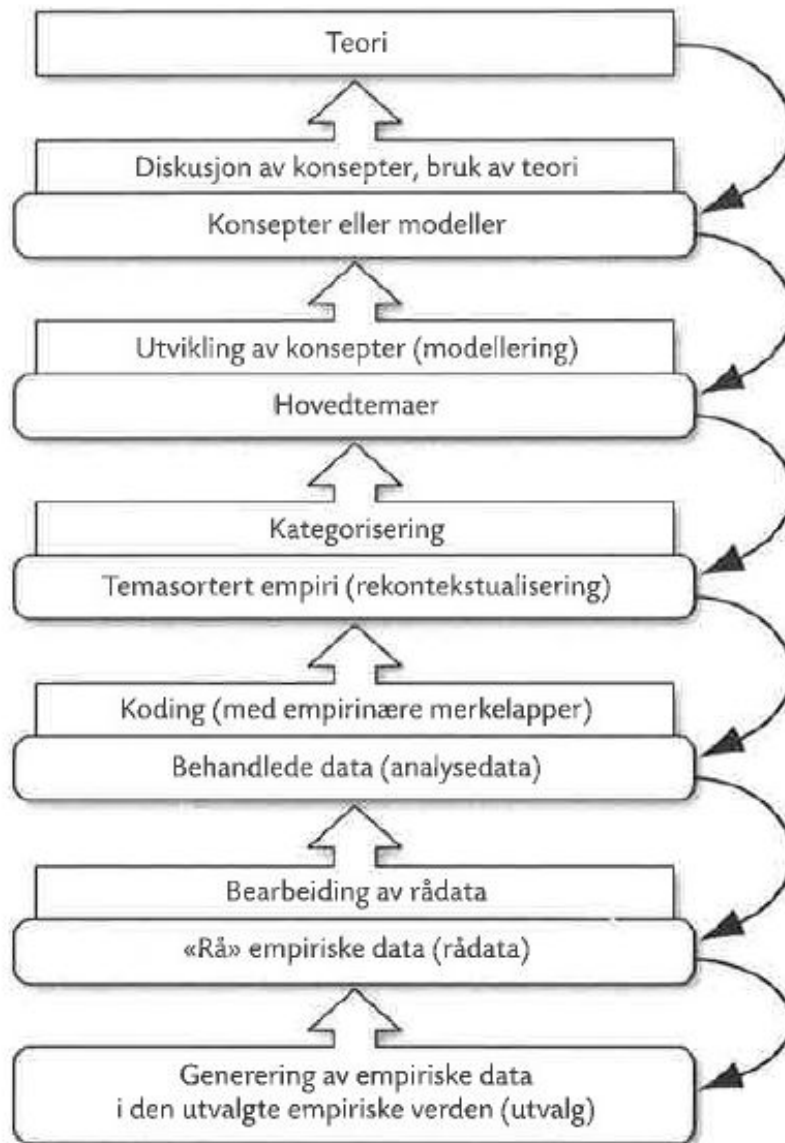 Teori
Diskusjon av konsepter, bruk av teori
Konsepter eller modeller
Utvikling av konsepter (modellering)
Hovedtemaer
Kategorisering
Temasortert empiri (rekontekstualisering)
Koding (med empirinære merkelapper)
Behandlede data (analysedata)
Bearbeiding av rådata
«Rå» empiriske data (rådata)
Generering av empiriske data
i den utvalgte empiriske verden (utvalg)